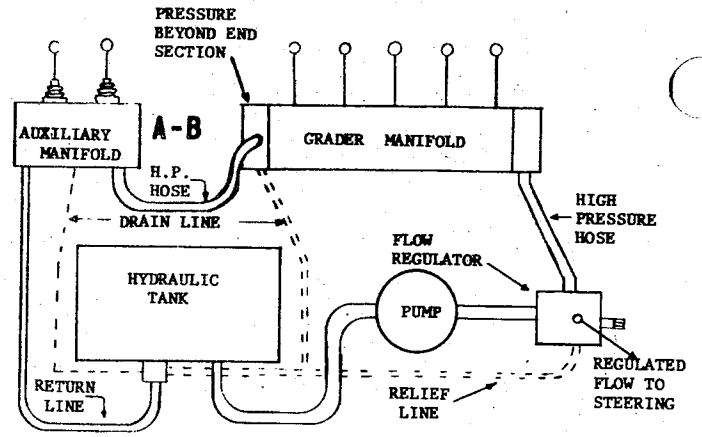 PRESSURE
BEYOND END
SECTION
AUXILIARY
MANIFOLD
A-B
GRADER MANIFOLD
H.P.
HOSE
DRAIN LINE
HIGH
PRESSURE
HOSE
FLOW
REGULATOR
HYDRAULIC
TANK
PUMP
REGULATED
FLOW TO
STEERING
RETURN
LINE
RELIEF
LINE